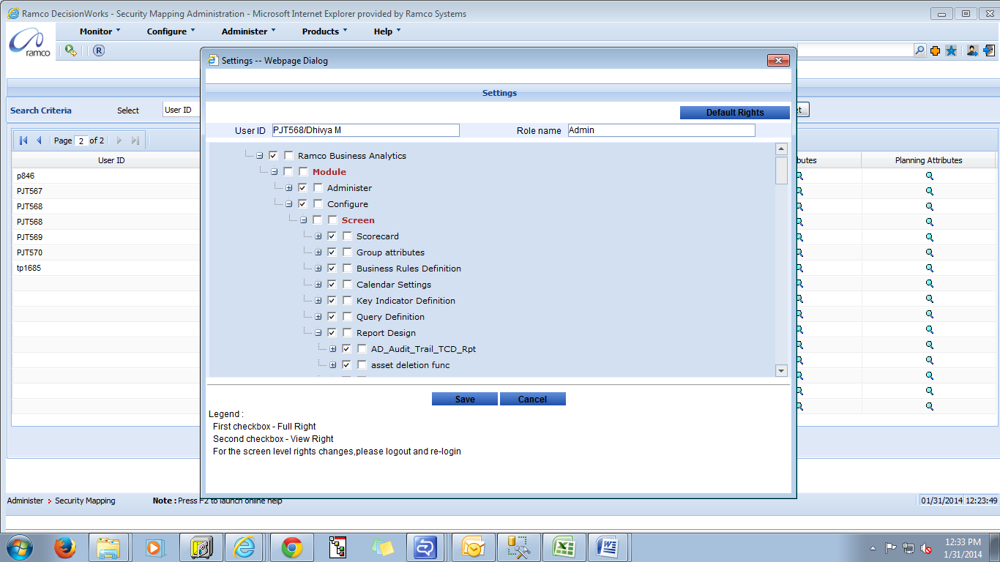 Ramco DecisionWorks - Security Mapping Administration - Microsoft Internet Explorer provided by Ramco Systems
ramco
Monitor Configure Administer Products Help
R
Settings -- Webpage Dialog
Settings
Search Criteria Select User ID
Default Rights
User ID PJT568/Dhivya M Role name Admin
Page 2 of 2
User ID
Planning Attributes
p846
PJT567
PJT568
PJT568
PJT569
PJT570
tp1685
Ramco Business Analytics
Module
Administer
Configure
Screen
Scorecard
Group attributes
Business Rules Definition
Calendar Settings
Key Indicator Definition
Query Definition
Report Design
AD_Audit_Trail_TCD_Rpt
asset deletion func
Save Cancel
Legend :
First checkbox - Full Right
Second checkbox - View Right
For the screen level rights changes,please logout and re-login
Administer Security Mapping Note : Press F2 to launch online help 01/31/2014 12:23:49
12:33 PM
1/31/2014